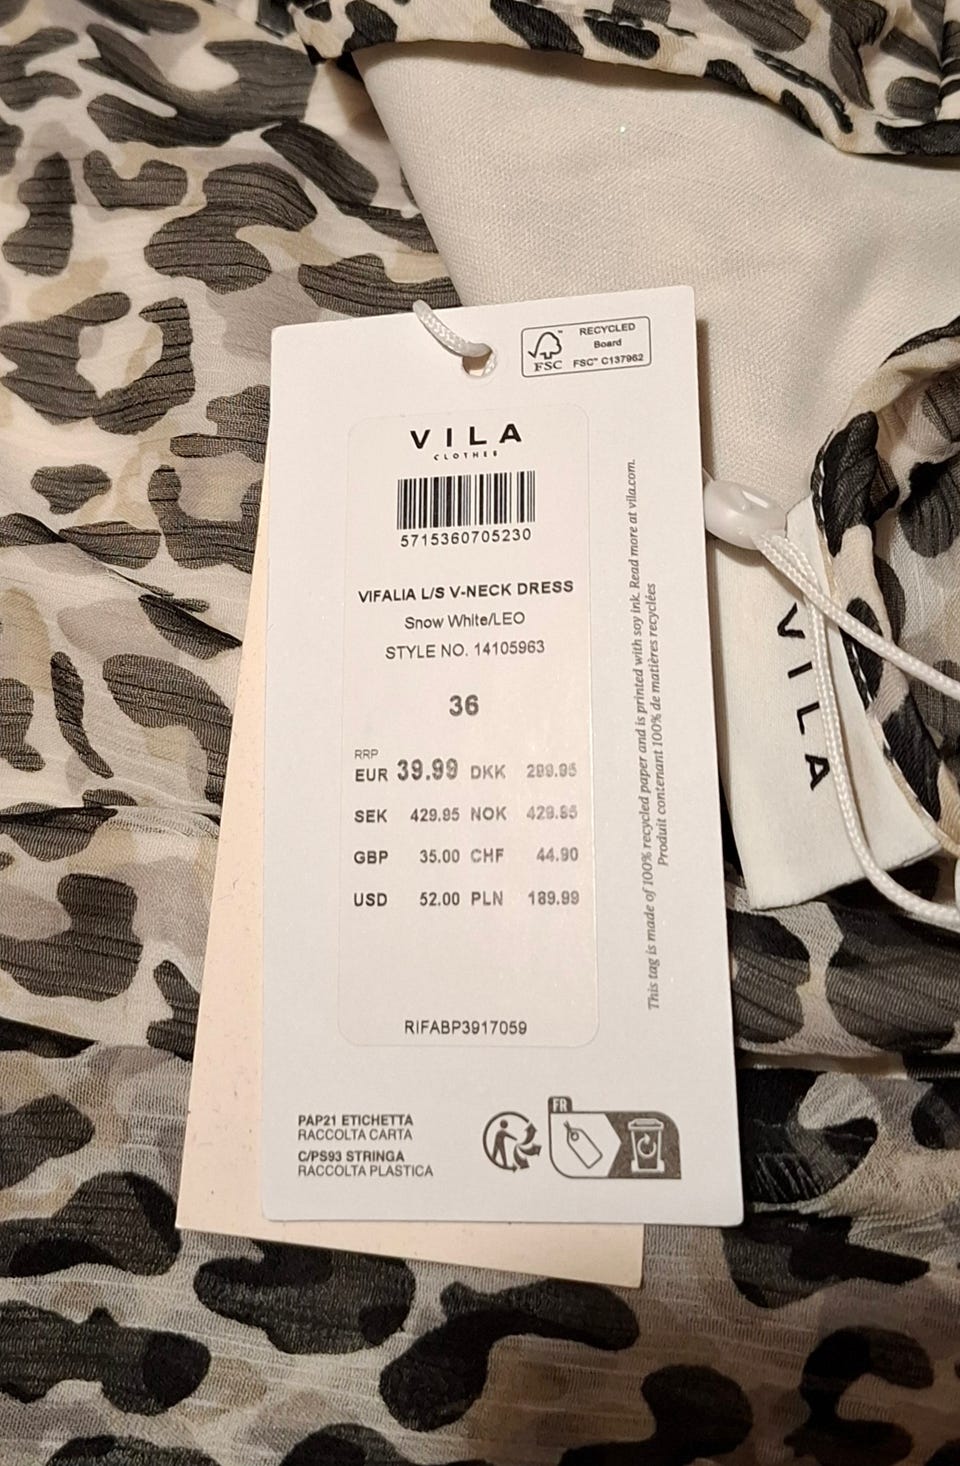 RECYCLED
Board
FSC™ C137962
FSC
VILA
CLOTHES
5715360705230
VIFALIA L/S V-NECK DRESS
Snow White/LEO
STYLE NO. 14105963
36
RRP
EUR 39.99 DKK 299.95
SEK 429.95 NOK 429.95
GBP 35.00 CHF 44.90
USD 52.00 PLN 189.99
RIFABP3917059
This tag is made of 100% recycled paper and is printed with soy ink. Read more at vila.com.
Produit contenant 100% de matières recyclées
PAP21 ETICHETTA
RACCOLTA CARTA
C/PS93 STRINGA
RACCOLTA PLASTICA
FR
VILA